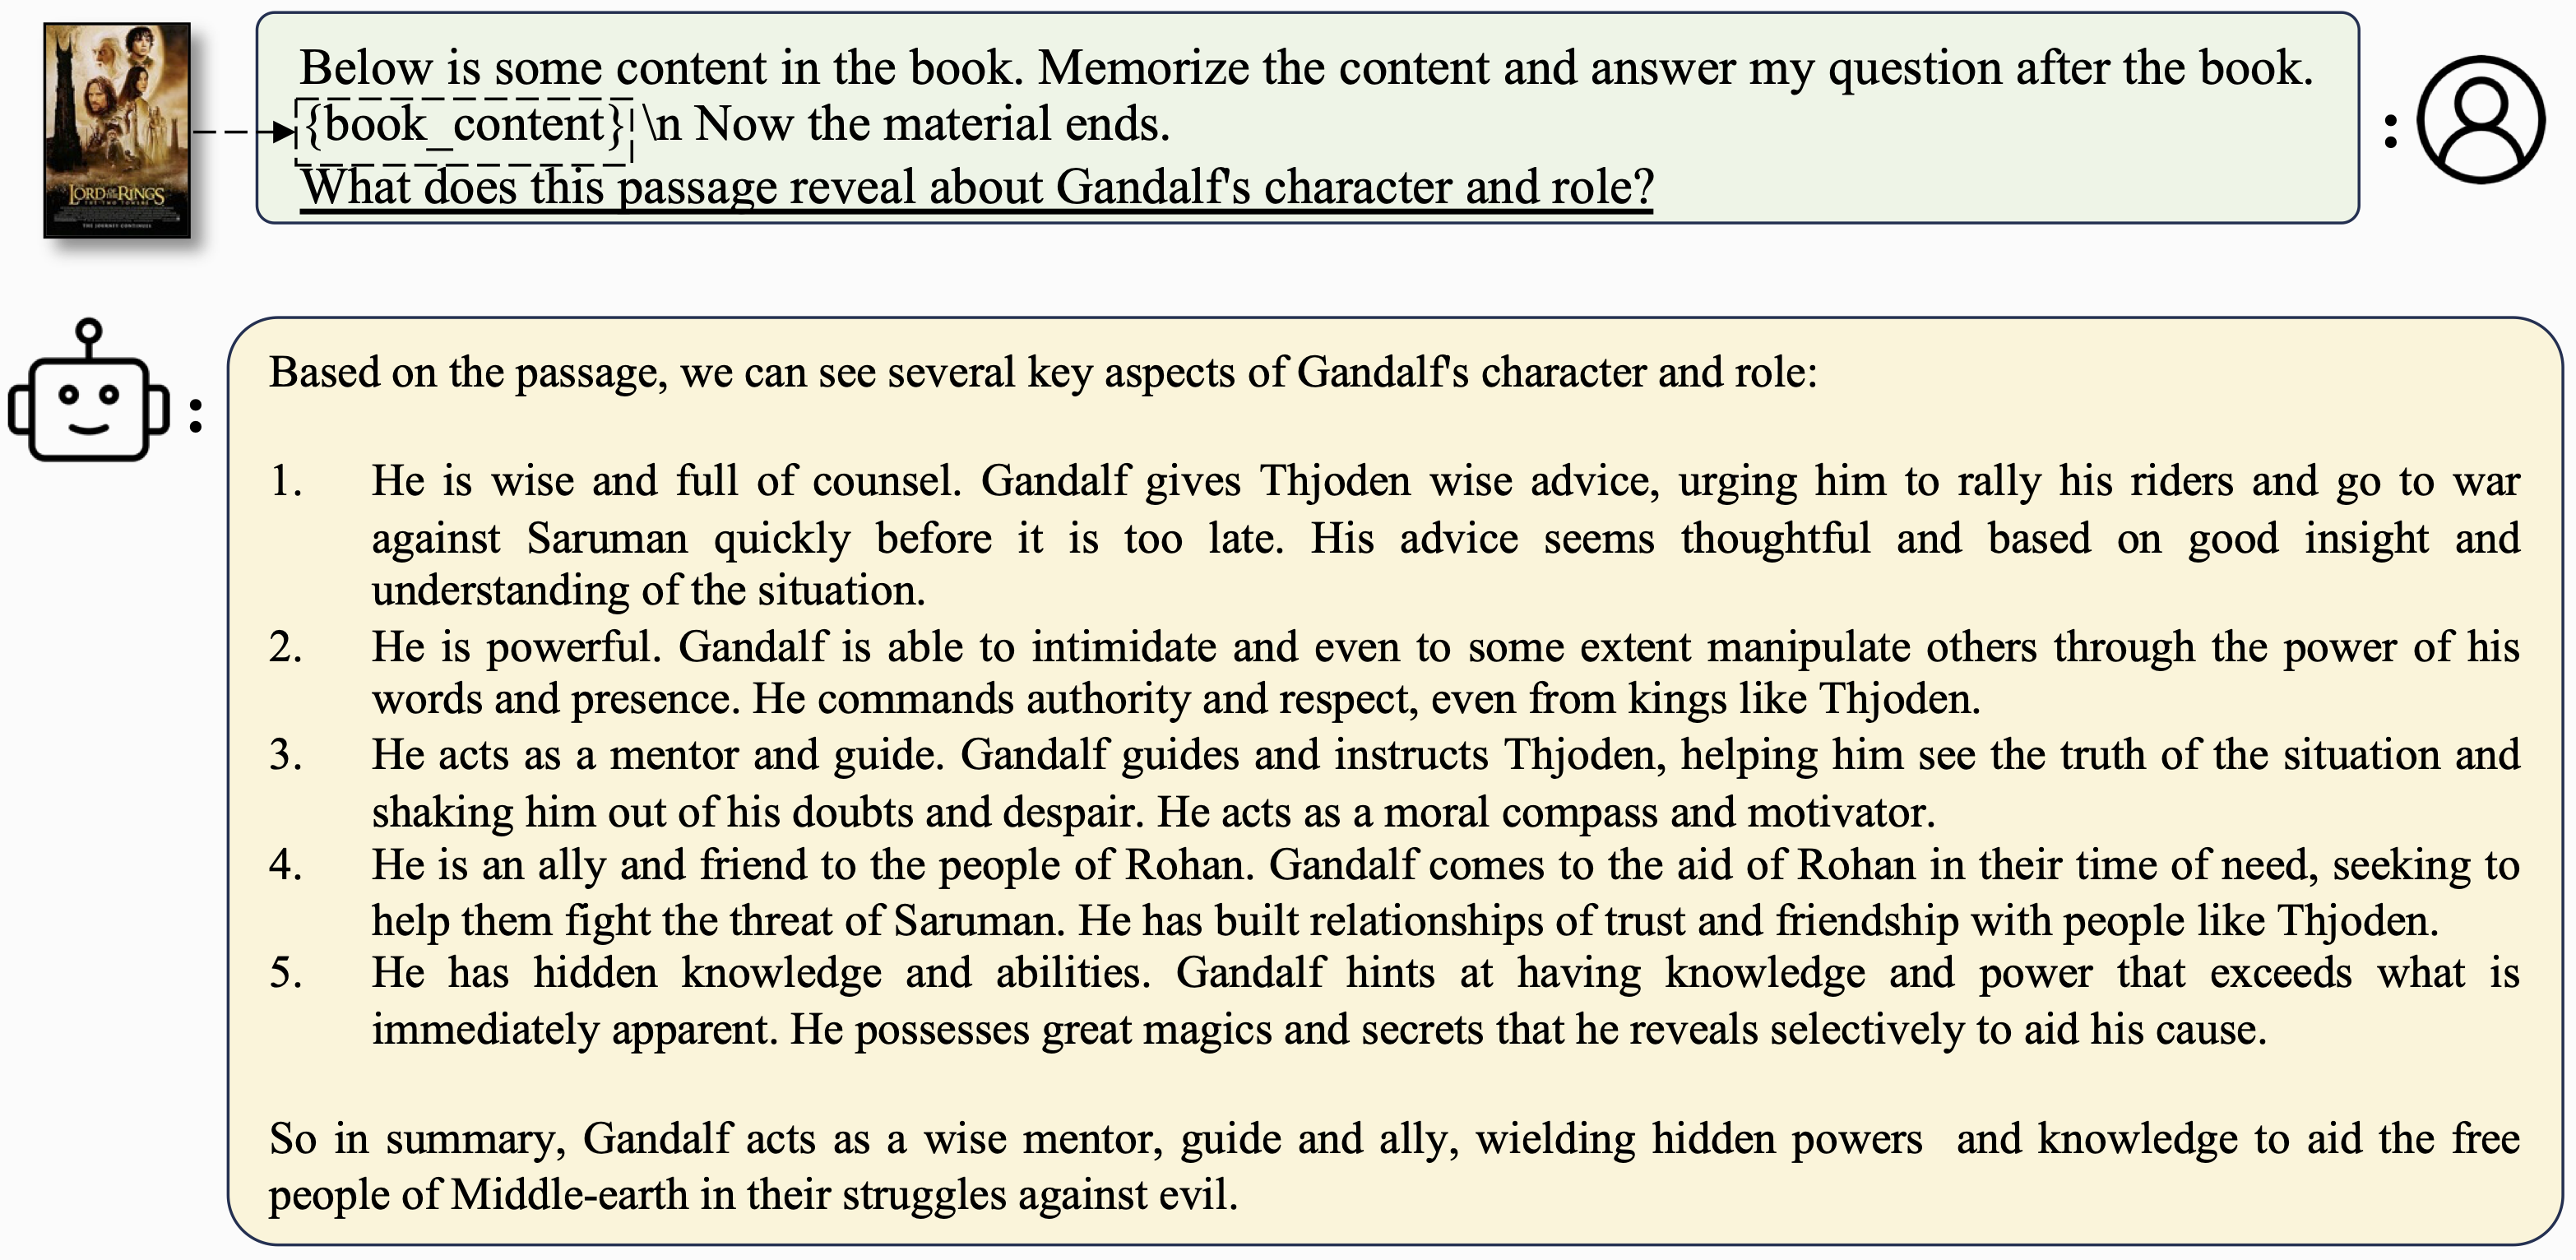 LORD OF THE RINGS
THE TWO TOWERS
THE JOURNEY CONTINUES
Below is some content in the book. Memorize the content and answer my question after the book.
{book_content} \n Now the material ends.
What does this passage reveal about Gandalf's character and role?
:
:
Based on the passage, we can see several key aspects of Gandalf's character and role:
1. He is wise and full of counsel. Gandalf gives Thjoden wise advice, urging him to rally his riders and go to war
against Saruman quickly before it is too late. His advice seems thoughtful and based on good insight and
understanding of the situation.
2. He is powerful. Gandalf is able to intimidate and even to some extent manipulate others through the power of his
words and presence. He commands authority and respect, even from kings like Thjoden.
3. He acts as a mentor and guide. Gandalf guides and instructs Thjoden, helping him see the truth of the situation and
shaking him out of his doubts and despair. He acts as a moral compass and motivator.
4. He is an ally and friend to the people of Rohan. Gandalf comes to the aid of Rohan in their time of need, seeking to
help them fight the threat of Saruman. He has built relationships of trust and friendship with people like Thjoden.
5. He has hidden knowledge and abilities. Gandalf hints at having knowledge and power that exceeds what is
immediately apparent. He possesses great magics and secrets that he reveals selectively to aid his cause.
So in summary, Gandalf acts as a wise mentor, guide and ally, wielding hidden powers and knowledge to aid the free
people of Middle-earth in their struggles against evil.